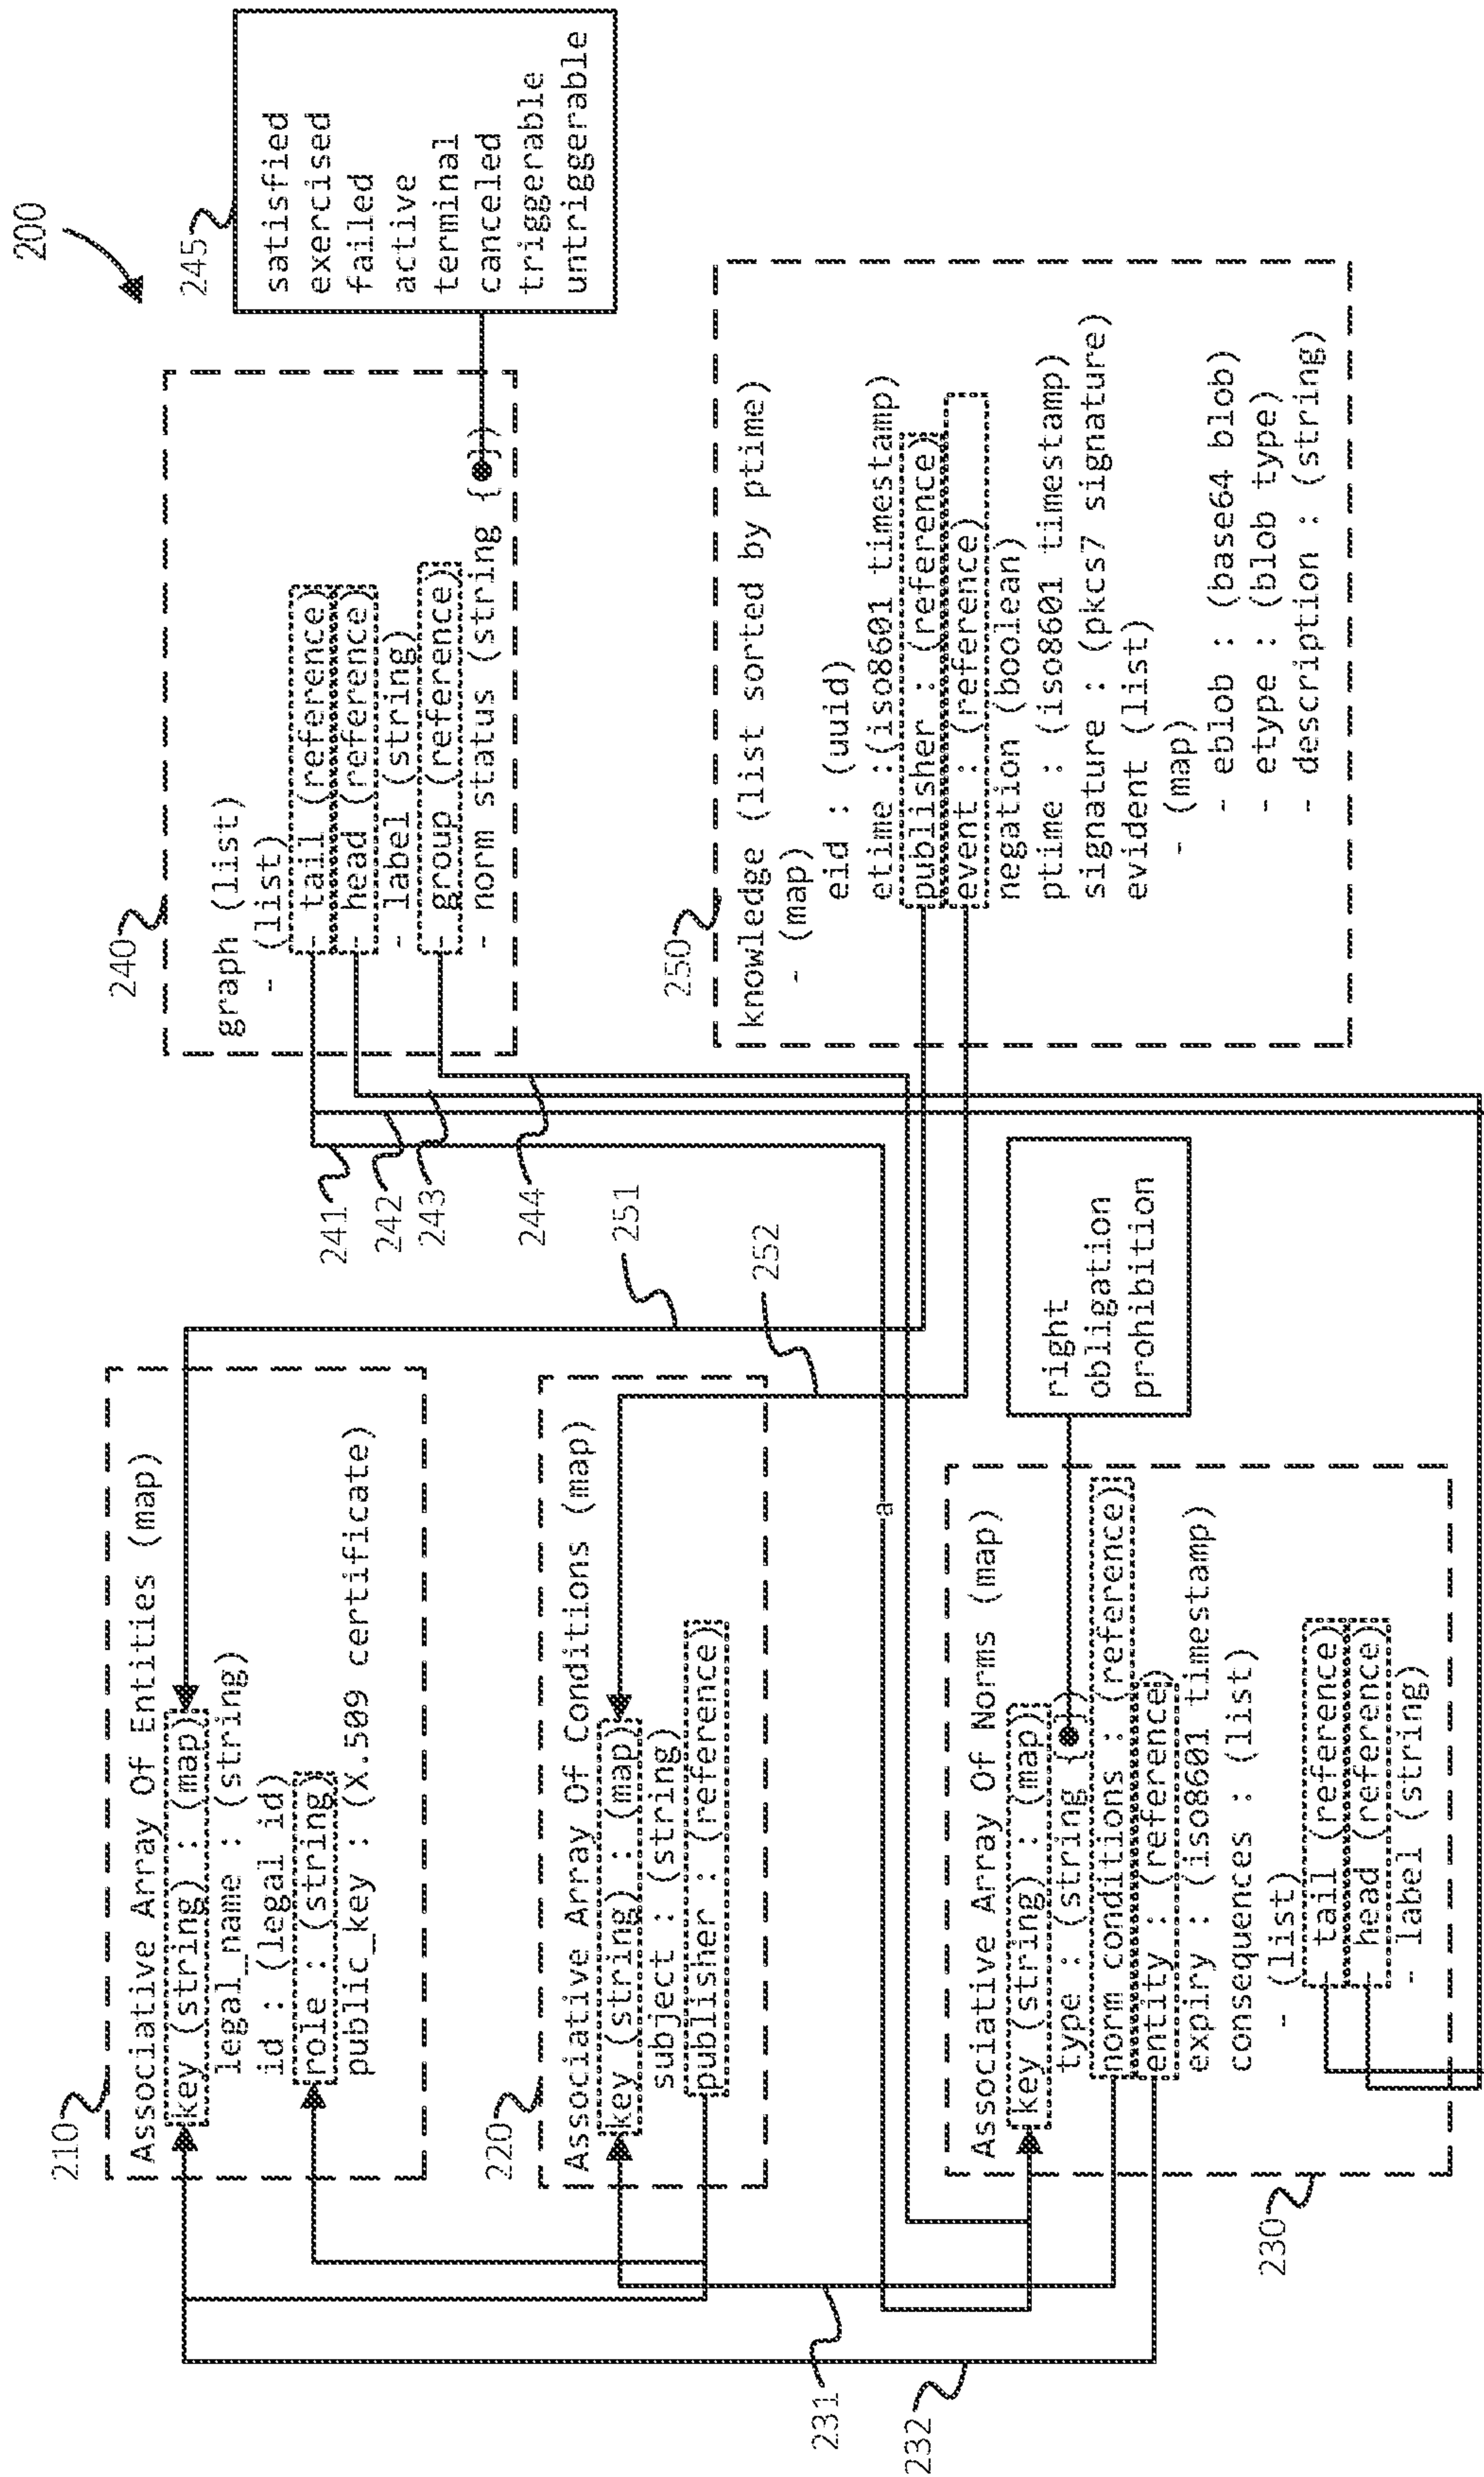 200
210
Associative Array Of Entities (map)
key (string) : (map)
legal_name : (string)
id : (legal id)
role : (string)
public_key : (X.509 certificate)
220
Associative Array Of Conditions (map)
key (string) : (map)
subject : (string)
publisher : (reference)
230
Associative Array Of Norms (map)
key (string) : (map)
type : (string { })
norm conditions : (reference)
entity : (reference)
expiry : (iso8601 timestamp)
consequences : (list)
- (list)
- tail (reference)
- head (reference)
- label (string)
right
obligation
prohibition
231
232
a
240
graph (list)
- (list)
- tail (reference)
- head (reference)
- label (string)
- group (reference)
- norm status (string { })
241
242
243
244
245
satisfied
exercised
failed
active
terminal
canceled
triggerable
untriggerable
250
knowledge (list sorted by ptime)
- (map)
eid : (uuid)
etime :(iso8601 timestamp)
publisher : (reference)
event : (reference)
negation (boolean)
ptime : (iso8601 timestamp)
signature : (pkcs7 signature)
evident (list)
- (map)
- eblob : (base64 blob)
- etype : (blob type)
- description : (string)
251
252